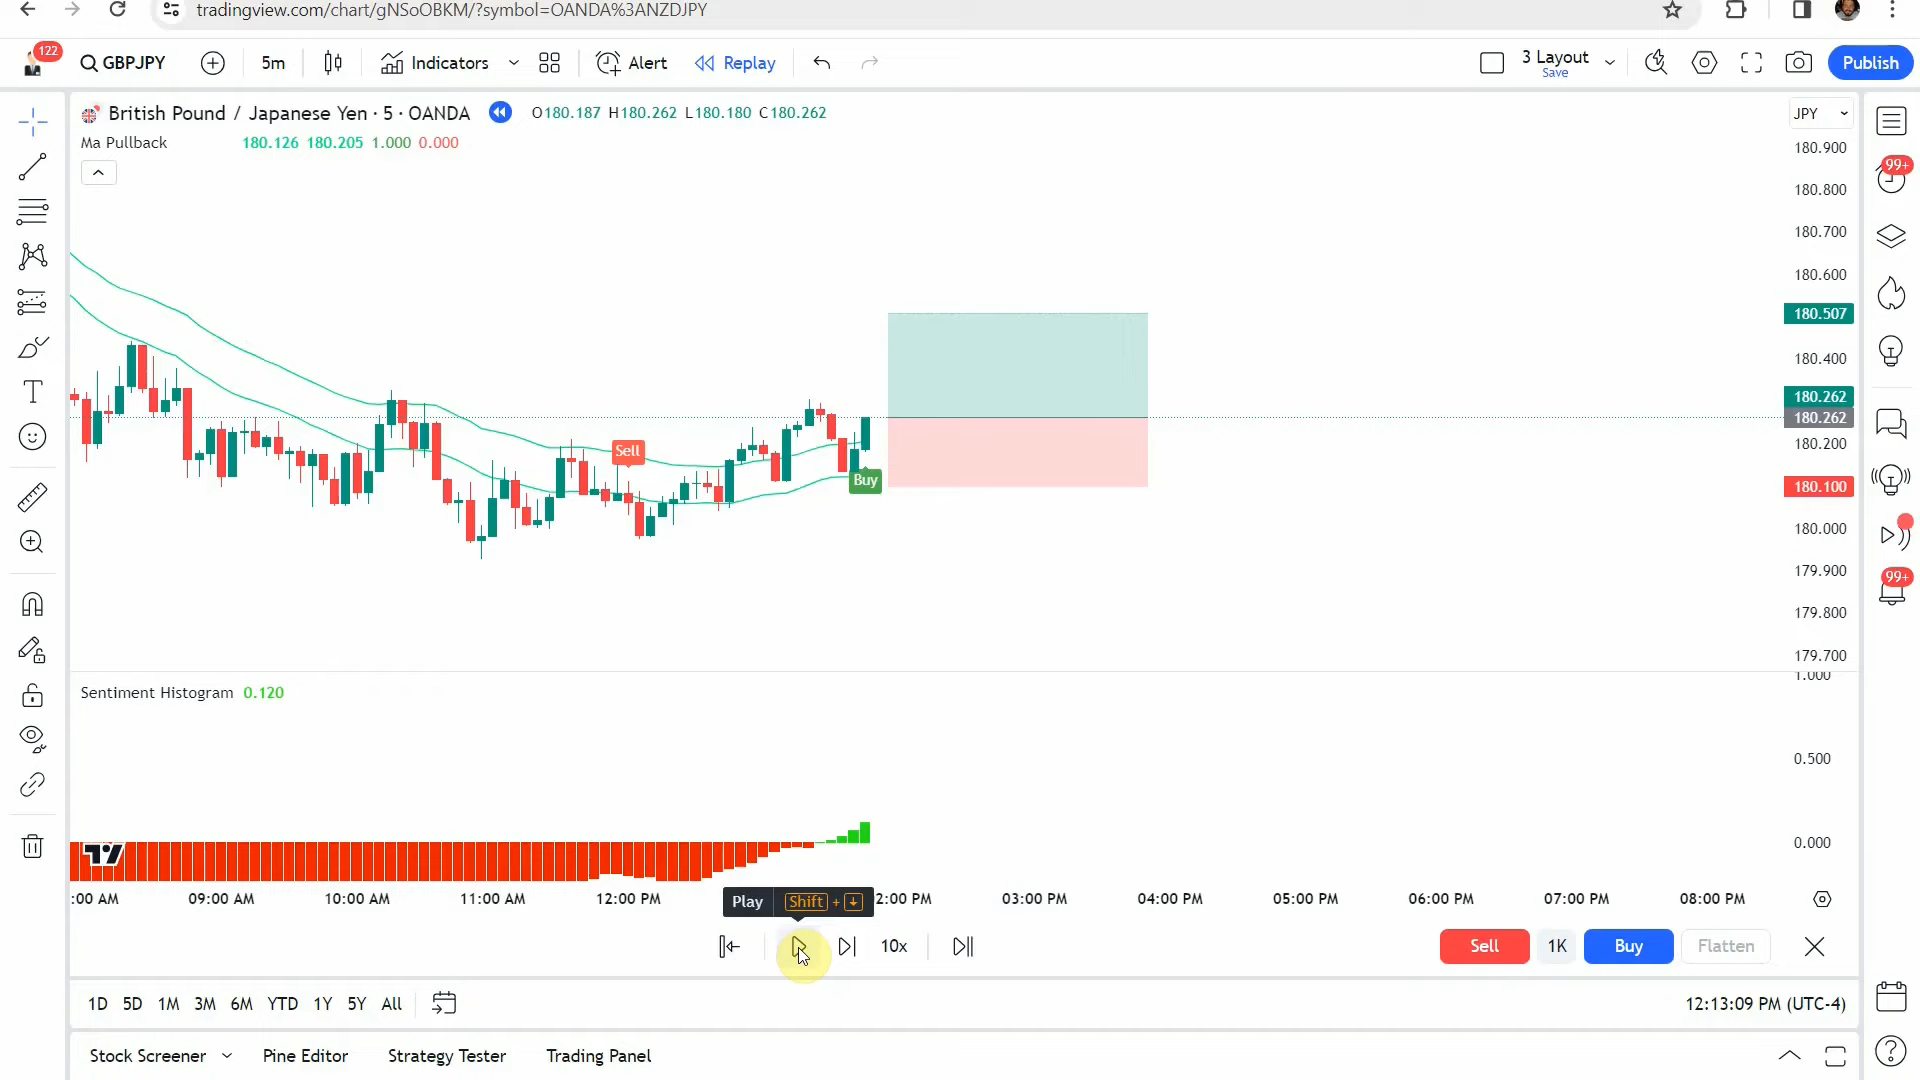 tradingview.com/chart/gNSoOBKM/?symbol=OANDA%3ANZDJPY
122
GBPJPY
5m
Indicators
Alert
Replay
3 Layout
Save
Publish
British Pound / Japanese Yen · 5 · OANDA
O180.187 H180.262 L180.180 C180.262
JPY
Ma Pullback 180.126 180.205 1.000 0.000
180.900
99+
180.800
180.700
180.600
180.507
180.400
180.262
180.262
180.200
Sell
Buy
180.100
180.000
179.900
99+
179.800
179.700
1.000
Sentiment Histogram 0.120
0.500
0.000
:00 AM 09:00 AM 10:00 AM 11:00 AM 12:00 PM 2:00 PM 03:00 PM 04:00 PM 05:00 PM 06:00 PM 07:00 PM 08:00 PM
Play Shift + ↓
10x
Sell 1K Buy Flatten
1D 5D 1M 3M 6M YTD 1Y 5Y All
12:13:09 PM (UTC-4)
Stock Screener Pine Editor Strategy Tester Trading Panel